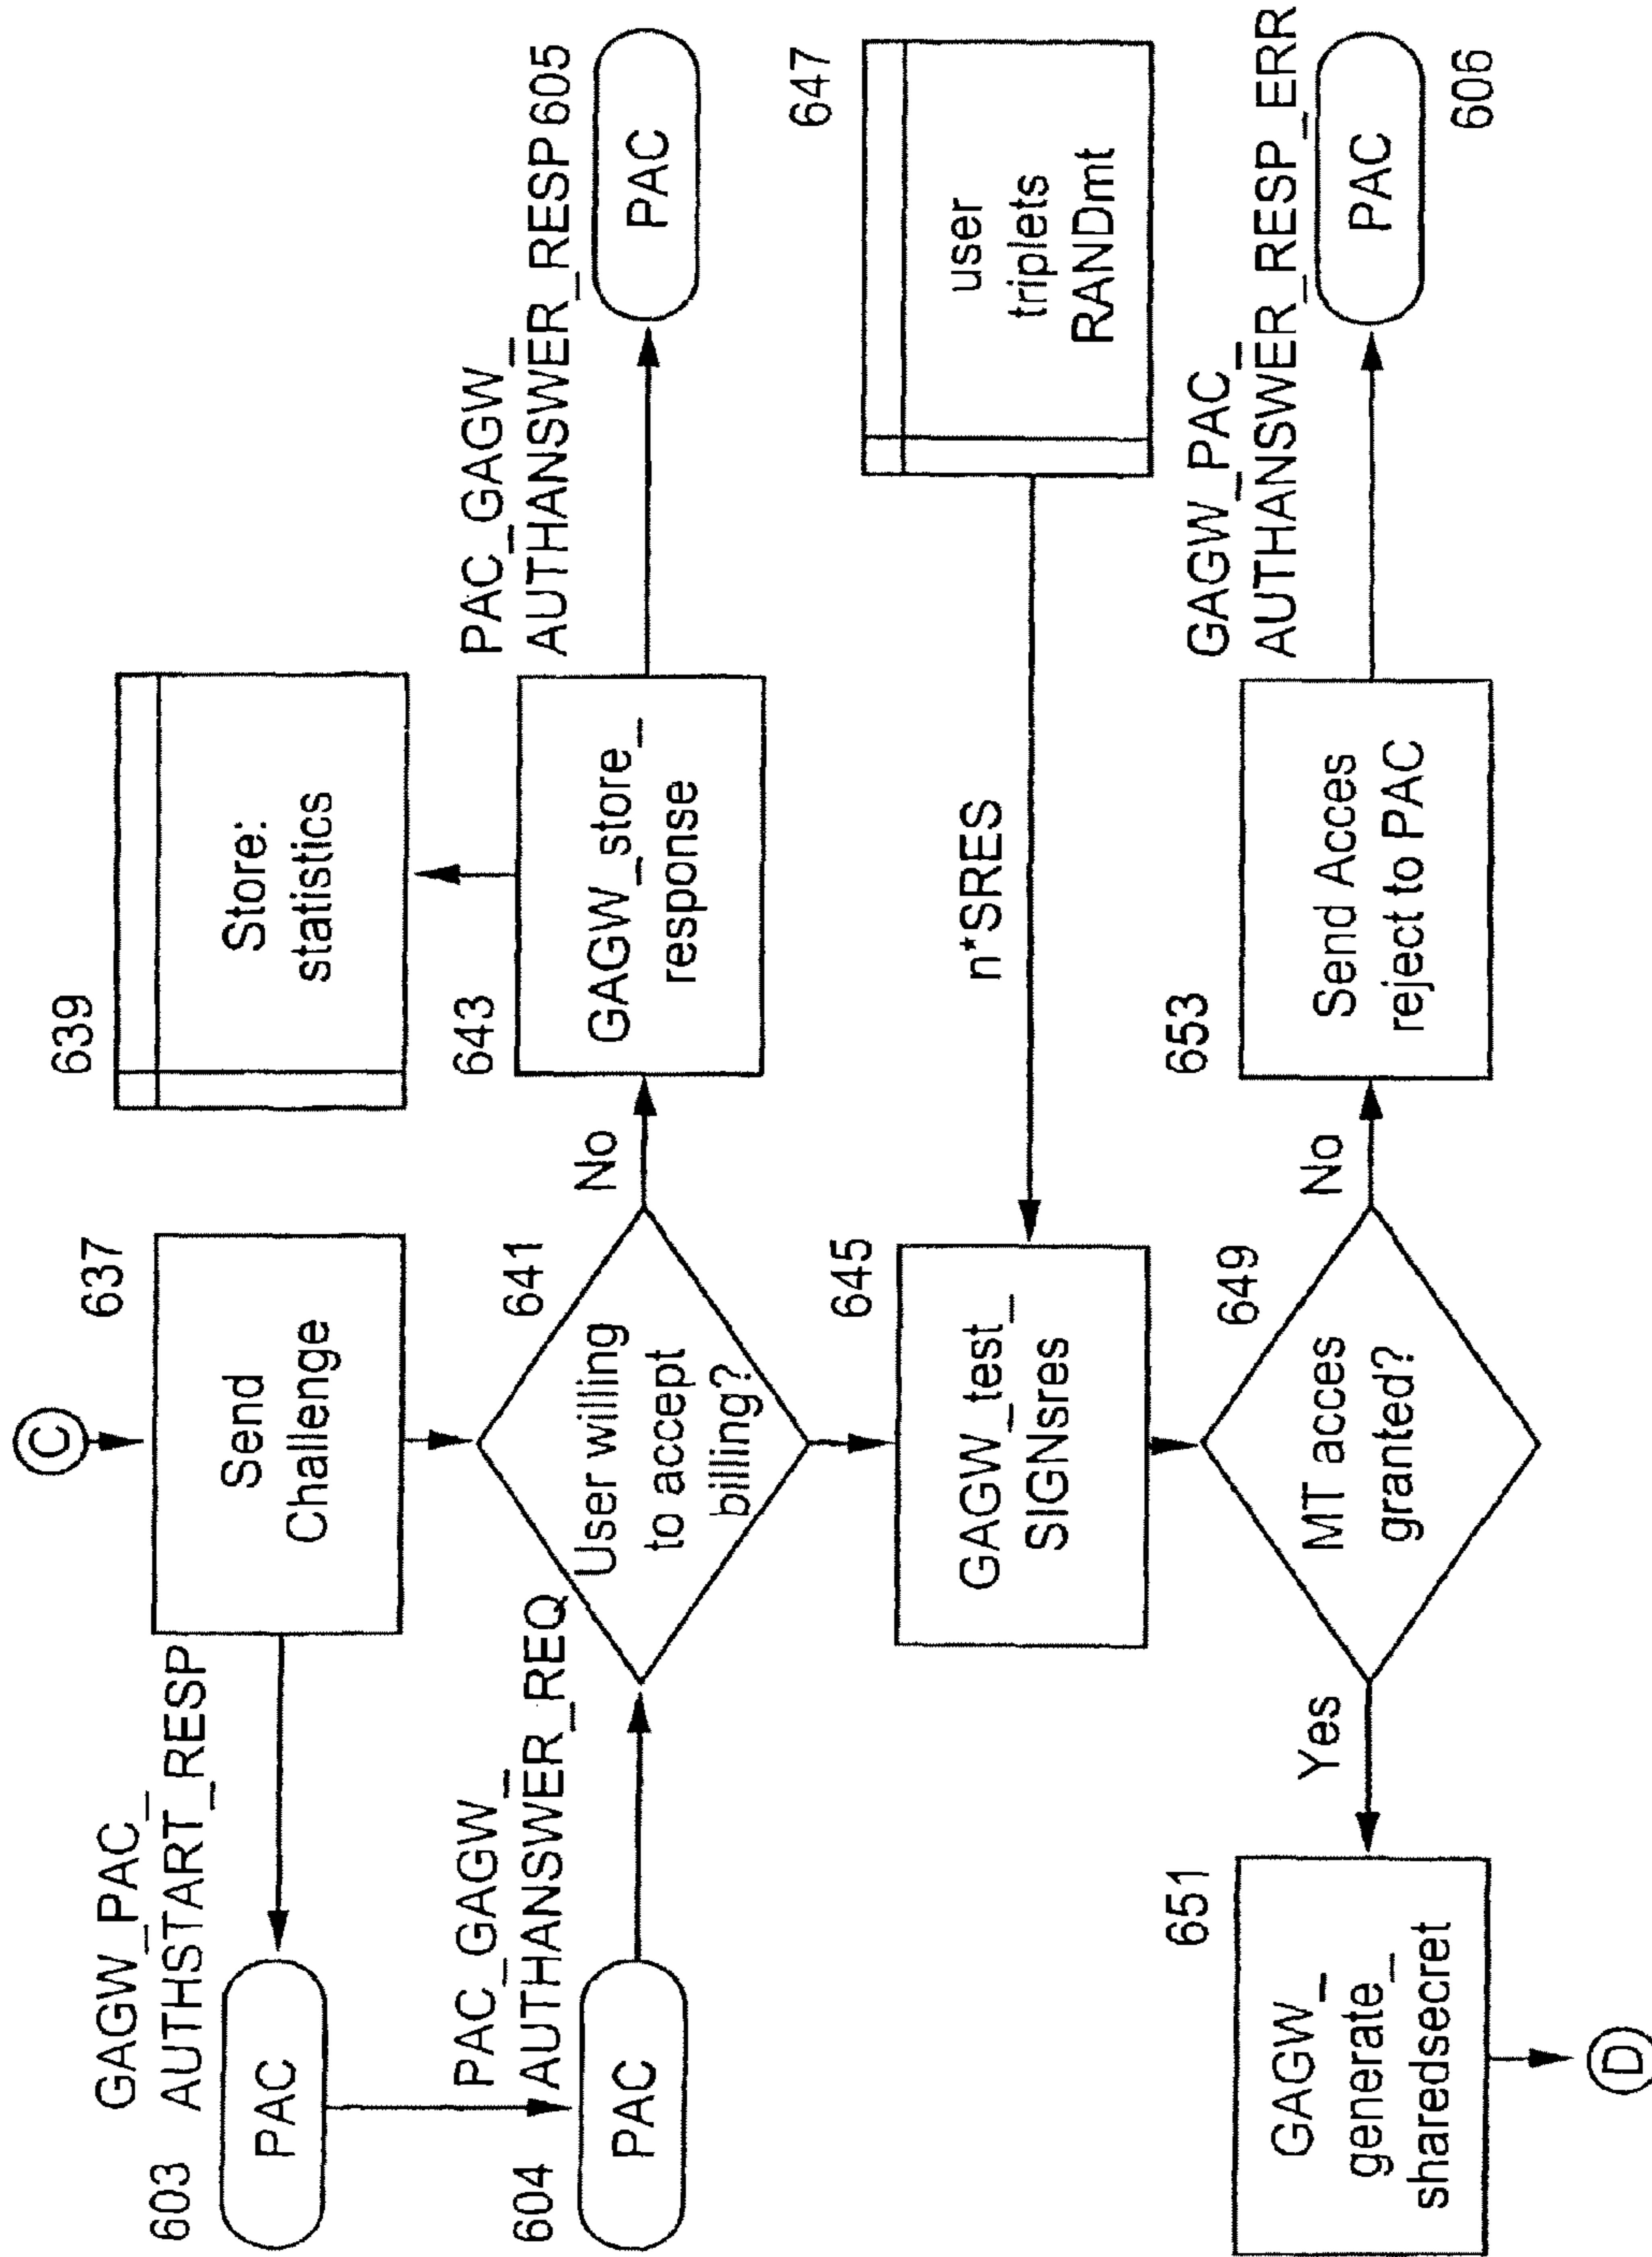 C
637
Send
Challenge
GAGW_PAC_
AUTHSTART_RESP
603
PAC
639
Store:
statistics
604
PAC
PAC_GAGW_
AUTHANSWER_REQ
641
User willing
to accept
billing?
No
643
GAGW_store_
response
PAC_GAGW_
AUTHANSWER_RESP
605
PAC
645
GAGW_test_
SIGNsres
n*SRES
647
user
triplets
RANDmt
649
MT acces
granted?
Yes
No
651
GAGW_
generate_
sharedsecret
D
653
Send Acces
reject to PAC
GAGW_PAC_
AUTHANSWER_RESP_ERR
PAC
606